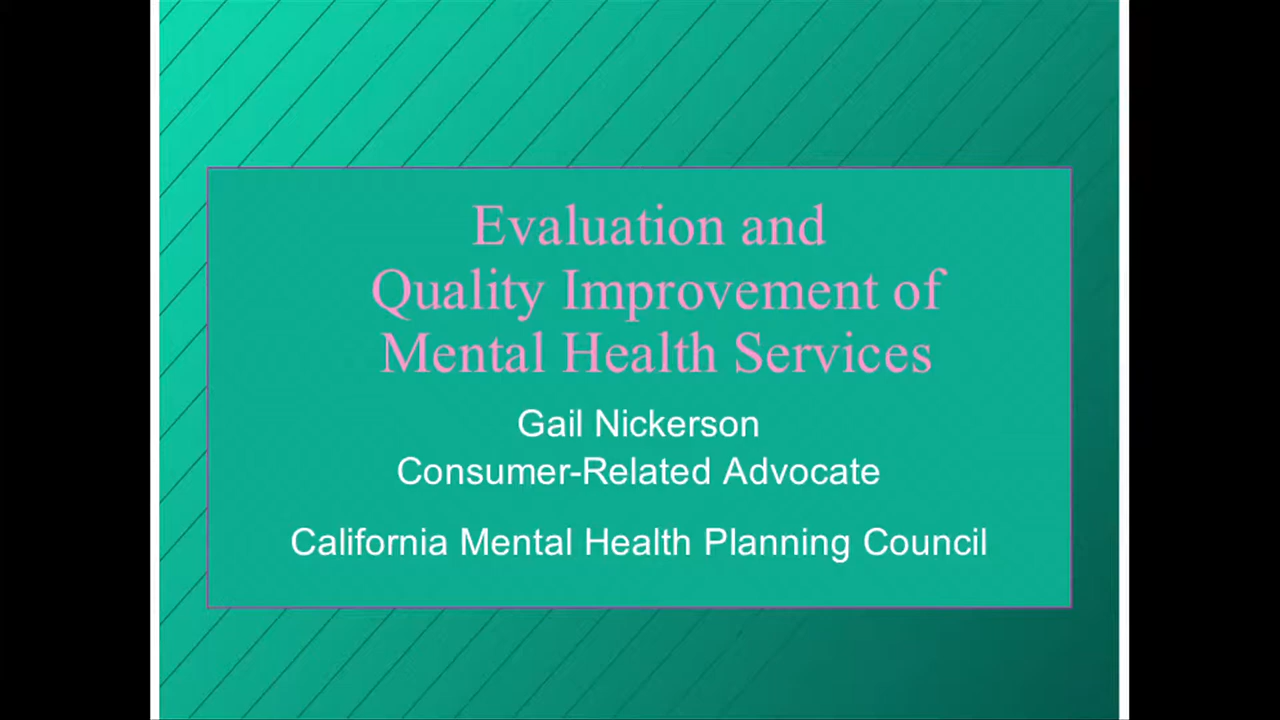 Evaluation and
Quality Improvement of
Mental Health Services
Gail Nickerson
Consumer-Related Advocate
California Mental Health Planning Council